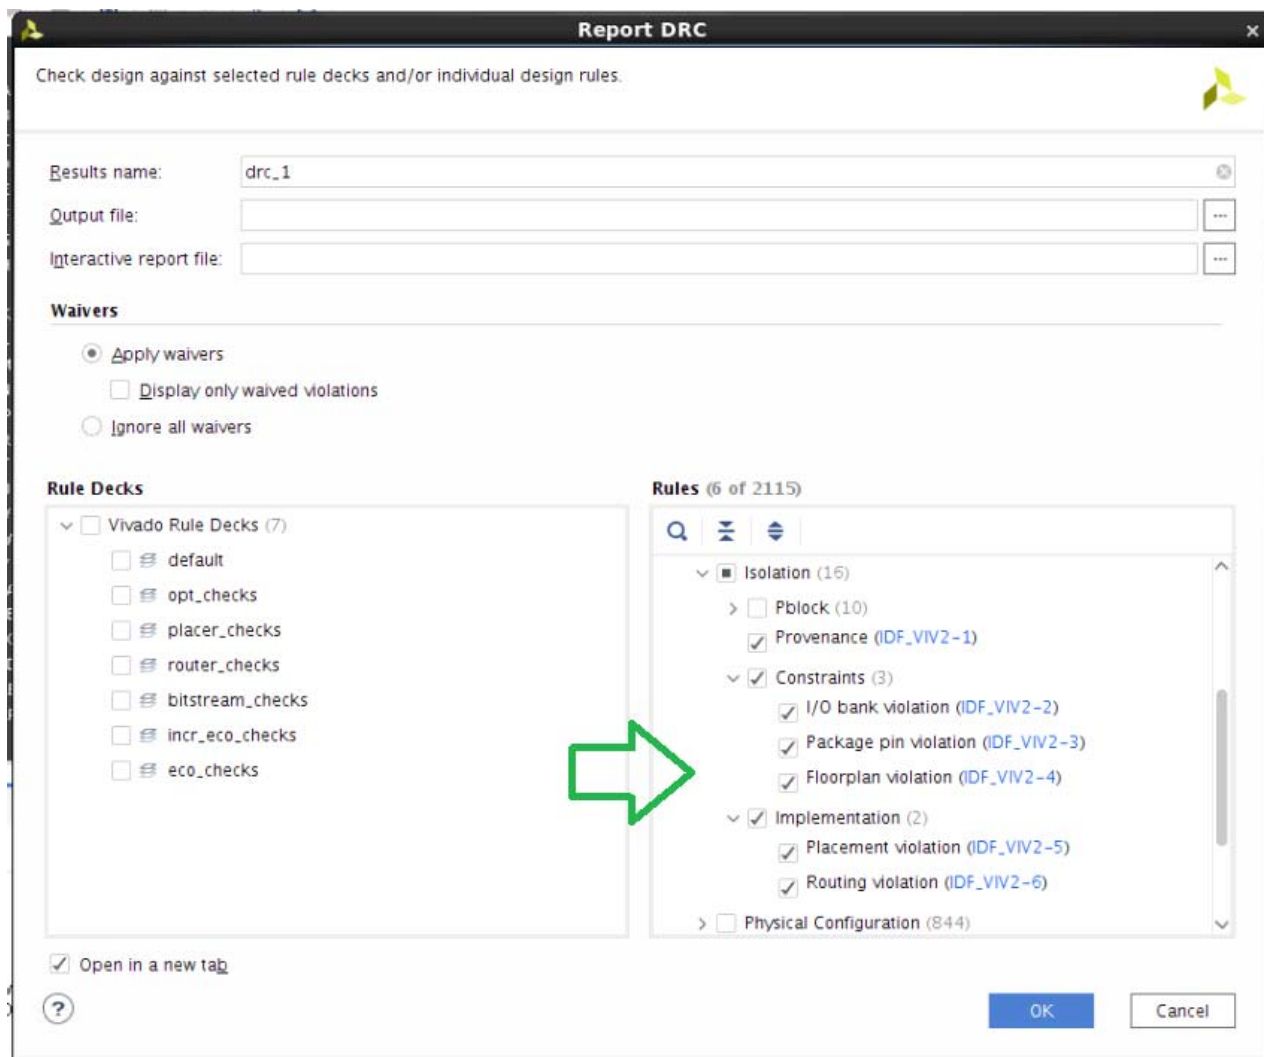 Report DRC
Check design against selected rule decks and/or individual design rules.
Results name: drc_1
Output file: ...
Interactive report file: ...
Waivers
Apply waivers
Display only waived violations
Ignore all waivers
Rule Decks
Vivado Rule Decks (7)
default
opt_checks
placer_checks
router_checks
bitstream_checks
incr_eco_checks
eco_checks
Rules (6 of 2115)
Isolation (16)
Pblock (10)
Provenance (IDF_VIV2-1)
Constraints (3)
I/O bank violation (IDF_VIV2-2)
Package pin violation (IDF_VIV2-3)
Floorplan violation (IDF_VIV2-4)
Implementation (2)
Placement violation (IDF_VIV2-5)
Routing violation (IDF_VIV2-6)
Physical Configuration (844)
Open in a new tab
?
OK Cancel